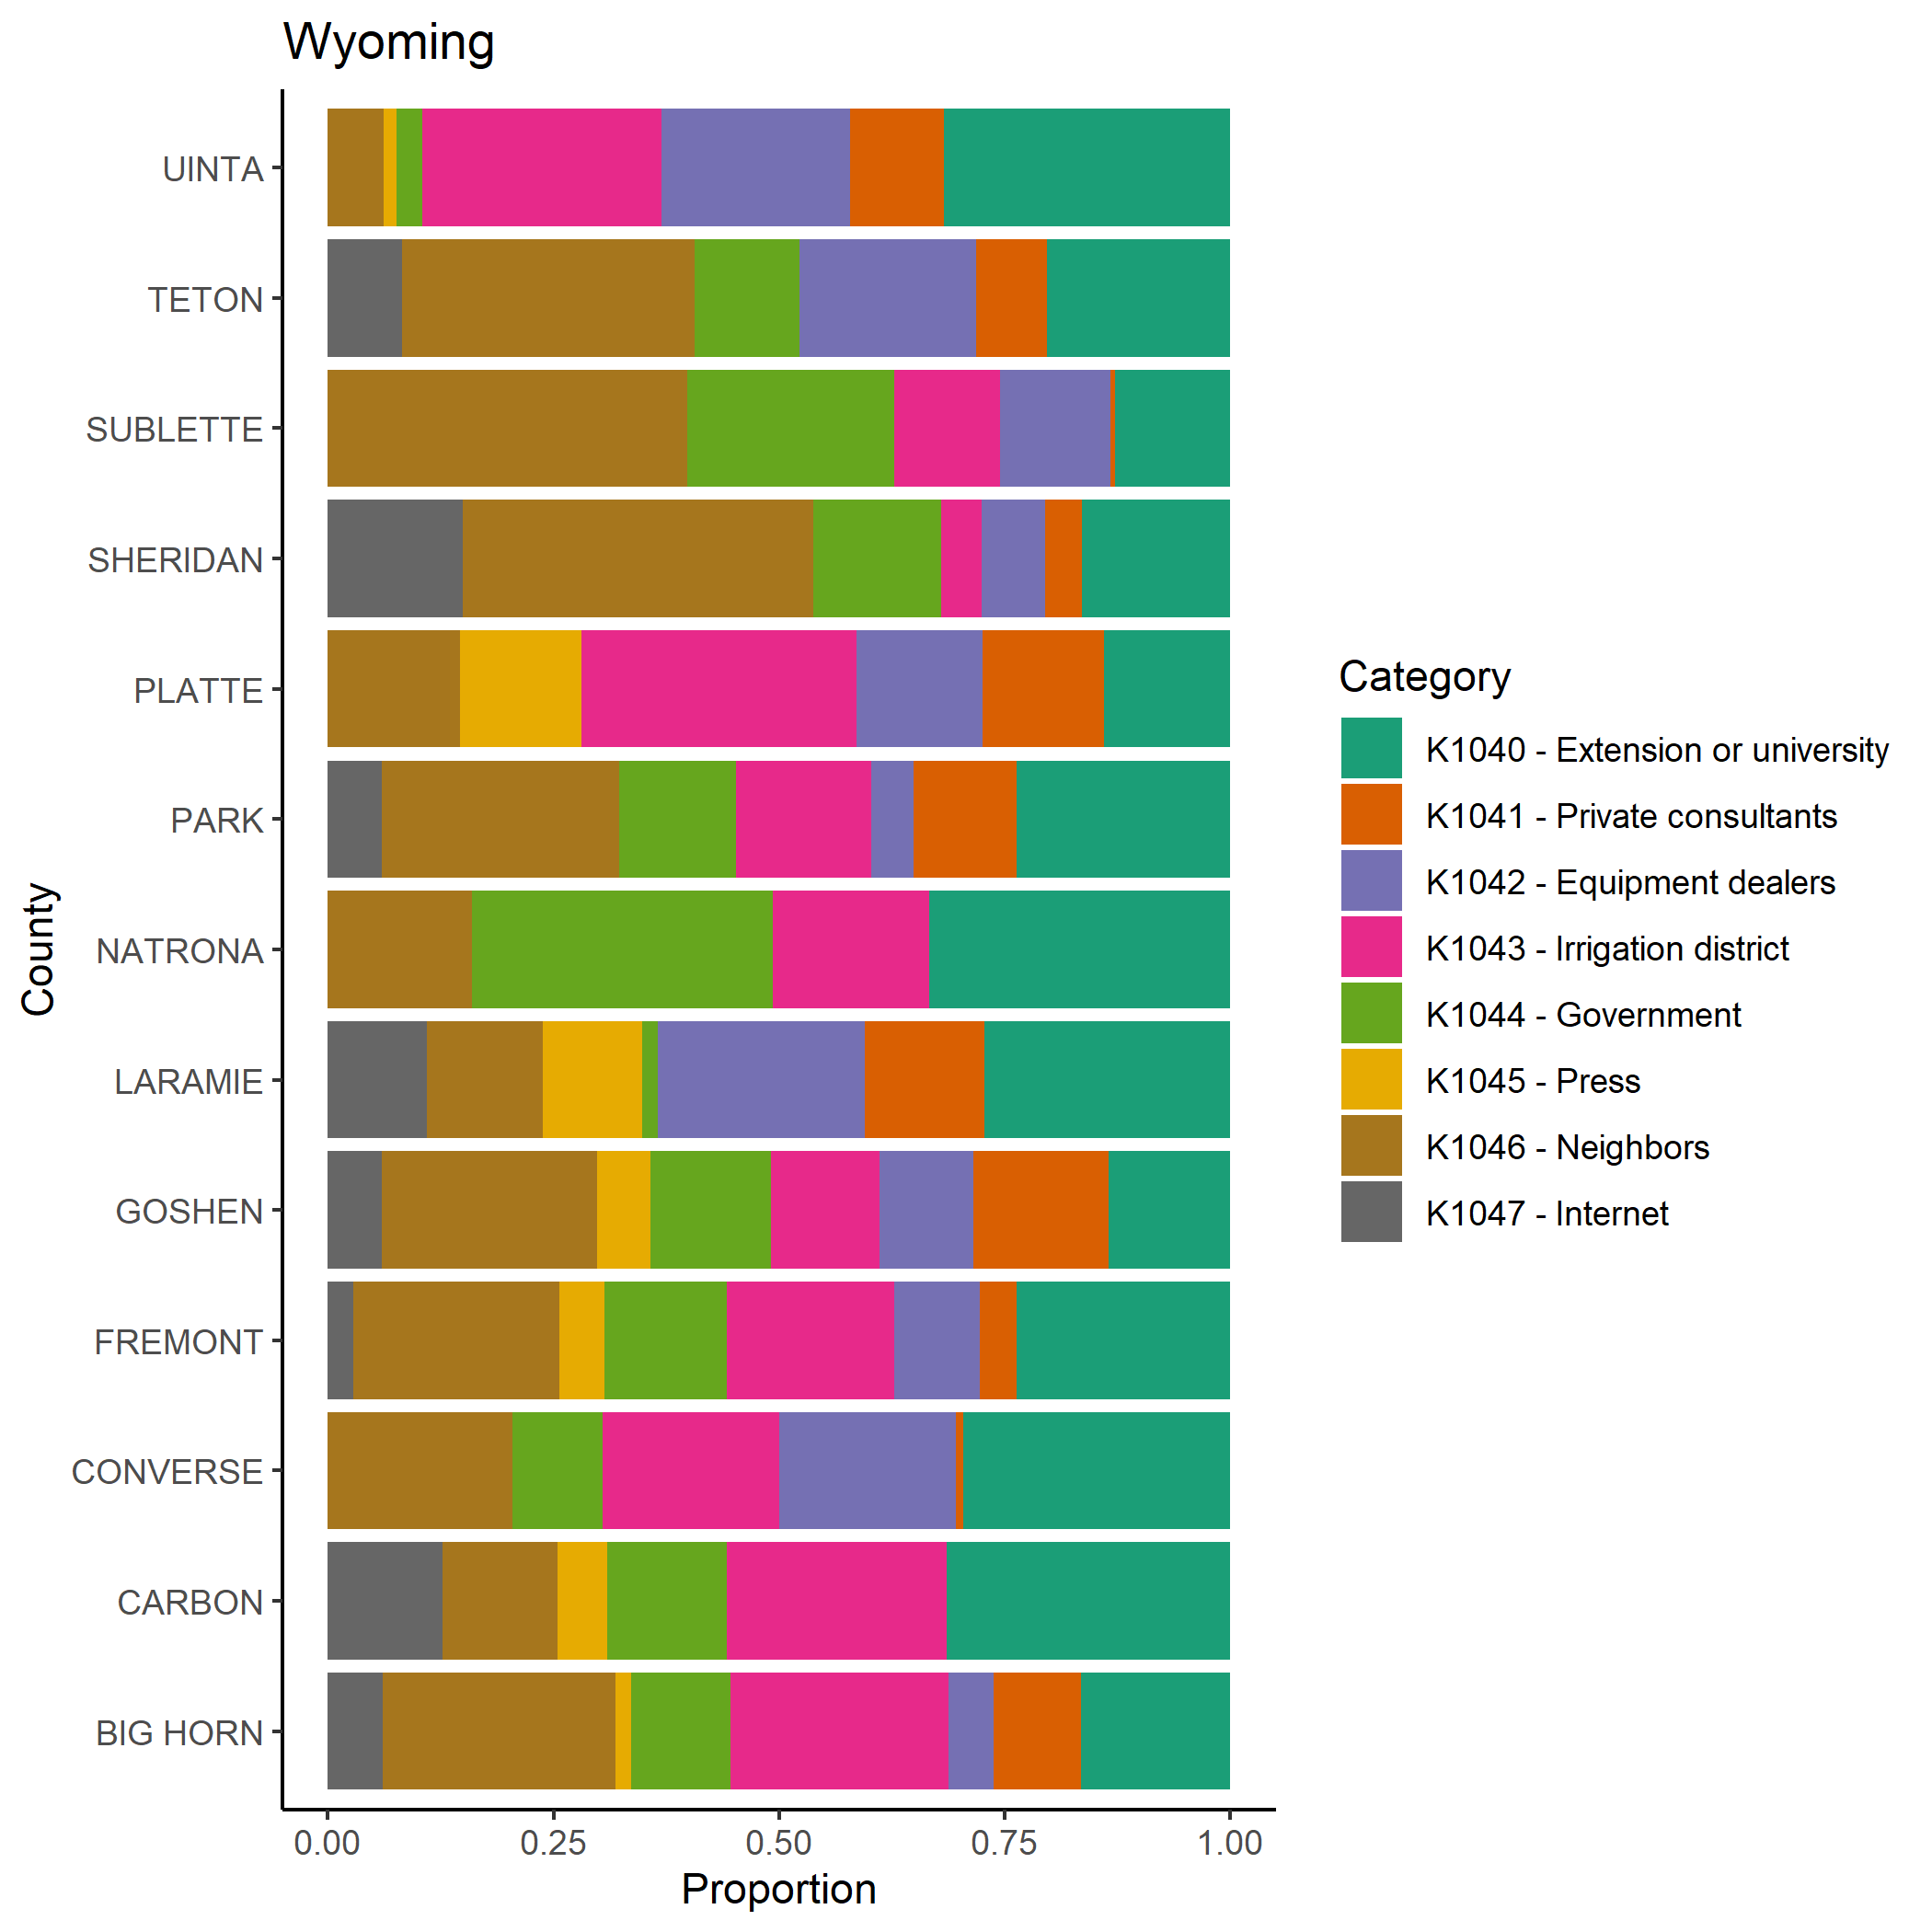 Wyoming
County
UINTA
TETON
SUBLETTE
SHERIDAN
PLATTE
PARK
NATRONA
LARAMIE
GOSHEN
FREMONT
CONVERSE
CARBON
BIG HORN
0.00 0.25 0.50 0.75 1.00
Proportion
Category
K1040 - Extension or university
K1041 - Private consultants
K1042 - Equipment dealers
K1043 - Irrigation district
K1044 - Government
K1045 - Press
K1046 - Neighbors
K1047 - Internet